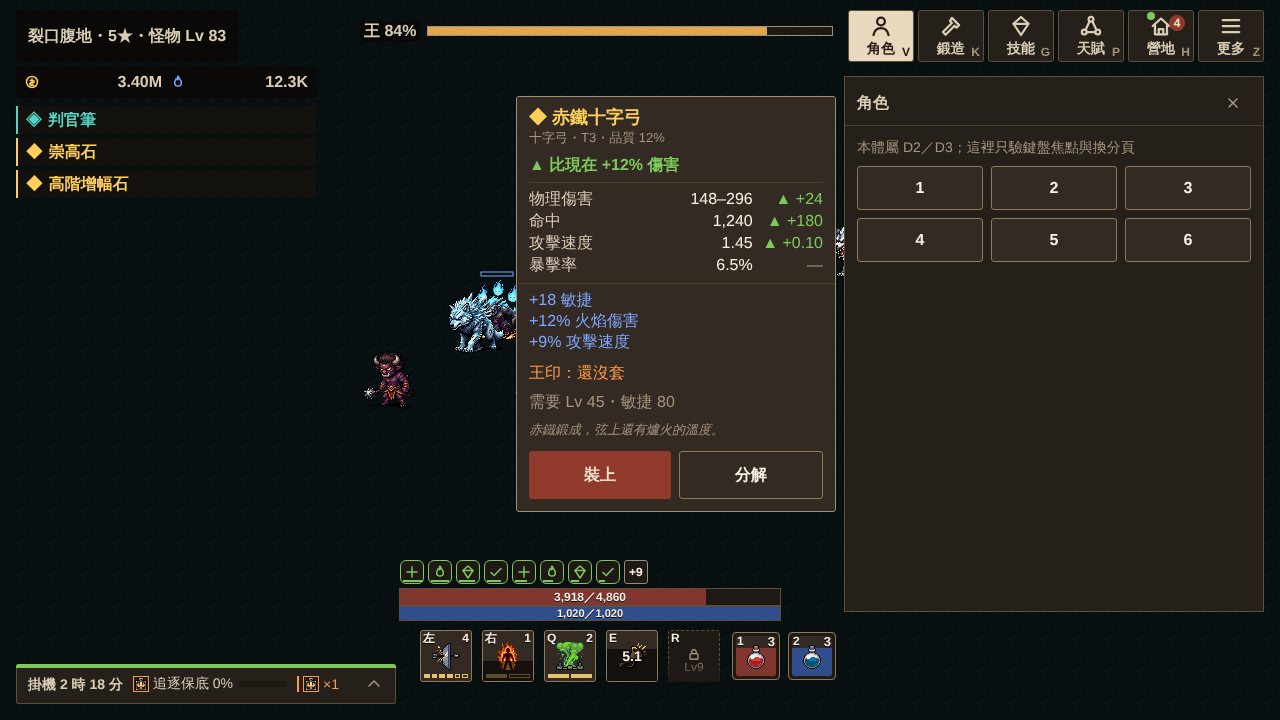 裂口腹地・5★・怪物 Lv 83
王 84%
角色 V
鍛造 K
技能 G
天賦 P
營地 H
4
更多 Z
3.40M
12.3K
判官筆
崇高石
高階增幅石
赤鐵十字弓
十字弓・T3・品質 12%
▲ 比現在 +12% 傷害
物理傷害 148–296 ▲ +24
命中 1,240 ▲ +180
攻擊速度 1.45 ▲ +0.10
暴擊率 6.5% —
+18 敏捷
+12% 火焰傷害
+9% 攻擊速度
王印：還沒套
需要 Lv 45・敏捷 80
赤鐵鍛成，弦上還有爐火的溫度。
裝上
分解
角色
本體屬 D2／D3；這裡只驗鍵盤焦點與換分頁
1 2 3
4 5 6
+9
3,918／4,860
1,020／1,020
左 4
右 1
Q 2
E 5.1
R Lv9
1 3
2 3
掛機 2 時 18 分 追逐保底 0% ×1